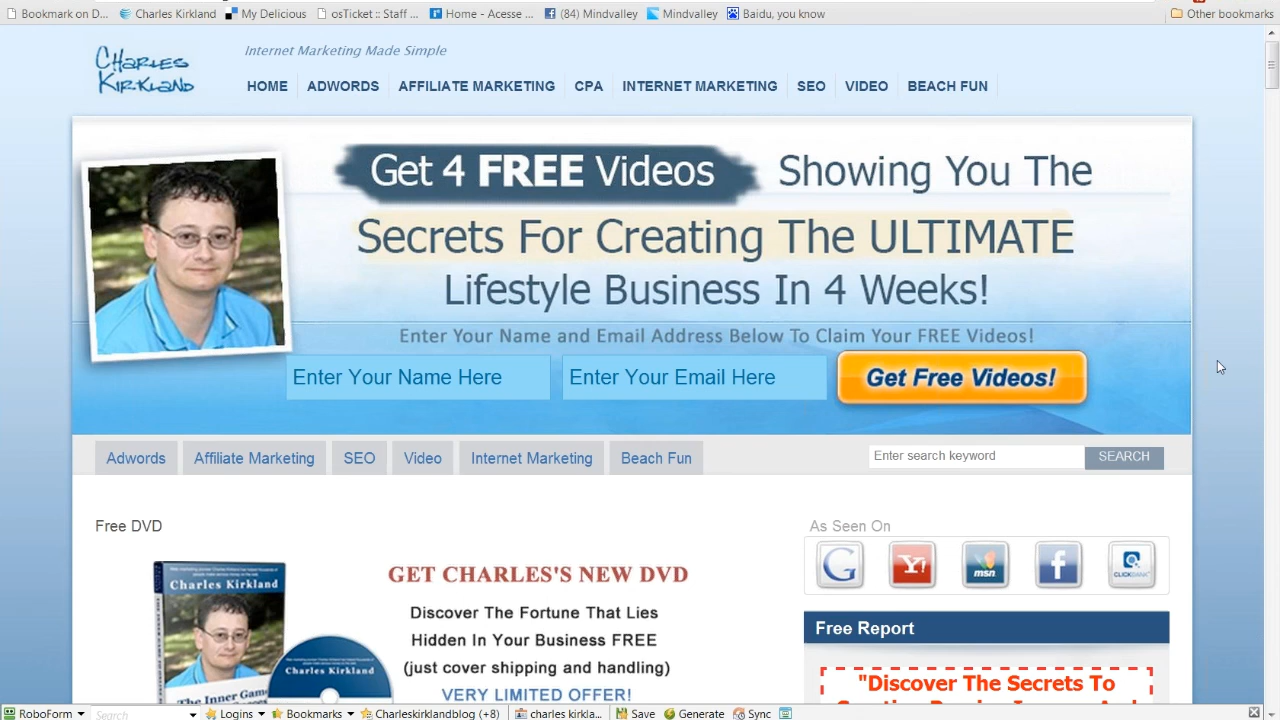 Bookmarks on D...
Charles Kirkland
My Delicious
osTicket :: Staff ...
Home - Acesse ...
(84) Mindvalley
Mindvalley
Baidu, you know
Other bookmarks
CHARLES
KIRKLAND
Internet Marketing Made Simple
HOME
ADWORDS
AFFILIATE MARKETING
CPA
INTERNET MARKETING
SEO
VIDEO
BEACH FUN
Get 4 FREE Videos Showing You The
Secrets For Creating The ULTIMATE
Lifestyle Business In 4 Weeks!
Enter Your Name and Email Address Below To Claim Your FREE Videos!
Enter Your Name Here
Enter Your Email Here
Get Free Videos!
Adwords
Affiliate Marketing
SEO
Video
Internet Marketing
Beach Fun
Enter search keyword
SEARCH
Free DVD
Charles Kirkland
The Inner Game
Charles Kirkland
GET CHARLES'S NEW DVD
Discover The Fortune That Lies
Hidden In Your Business FREE
(just cover shipping and handling)
VERY LIMITED OFFER!
As Seen On
G
Y!
msn
f
CLICKBANK
Free Report
"Discover The Secrets To
RoboForm
Search
Logins
Bookmarks
Charleskirklandblog (+8)
charles kirkla...
Save
Generate
Sync